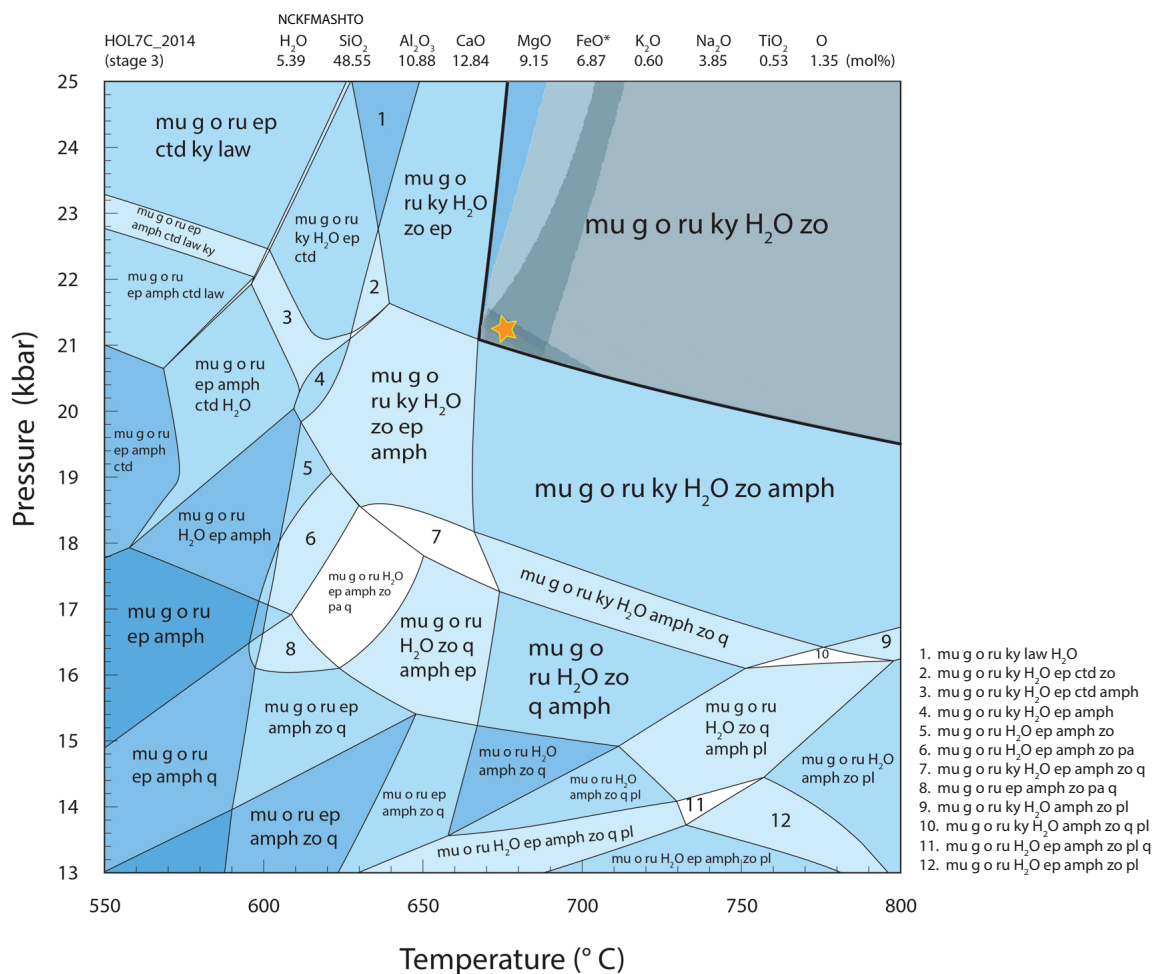 NCKFMASHTO
HOL7C_2014 H₂O SiO₂ Al₂O₃ CaO MgO FeO* K₂O Na₂O TiO₂ O
(stage 3) 5.39 48.55 10.88 12.84 9.15 6.87 0.60 3.85 0.53 1.35 (mol%)
25
24
23
22
21
20
19
18
17
16
15
14
13
Pressure (kbar)
mu g o ru ep
ctd ky law
1
mu g o
ru ky H₂O
zo ep
mu g o ru ky H₂O zo
mu g o ru ep
amph ctd law ky
mu g o ru
ky H₂O ep
ctd
mu g o ru
ep amph ctd law
2
3
mu g o ru
ep amph
ctd H₂O
4
mu g o
ru ky H₂O
zo ep
amph
mu g o ru
ep amph
ctd
5
mu g o ru ky H₂O zo amph
mu g o ru
H₂O ep amph
6
7
mu g o ru H₂O
ep amph zo
pa q
mu g o ru ky H₂O amph zo q
mu g o ru
ep amph
8
mu g o ru
H₂O zo q
amph ep
mu g o
ru H₂O zo
q amph
9
10
mu g o ru ep
amph zo q
mu g o ru
H₂O zo q
amph pl
mu g o ru
ep amph q
mu o ru H₂O
amph zo q
mu g o ru H₂O
amph zo pl
mu o ru ep
amph zo q
mu o ru ep
amph zo q
mu o ru H₂O
amph zo q pl
11
12
mu o ru H₂O ep amph zo q pl
mu o ru H₂O ep amph zo pl
1. mu g o ru ky law H₂O
2. mu g o ru ky H₂O ep ctd zo
3. mu g o ru ky H₂O ep ctd amph
4. mu g o ru ky H₂O ep amph
5. mu g o ru H₂O ep amph zo
6. mu g o ru H₂O ep amph zo pa
7. mu g o ru ky H₂O ep amph zo q
8. mu g o ru ep amph zo pa q
9. mu g o ru ky H₂O amph zo pl
10. mu g o ru ky H₂O amph zo q pl
11. mu g o ru H₂O ep amph zo pl q
12. mu g o ru H₂O ep amph zo pl
550 600 650 700 750 800
Temperature (° C)